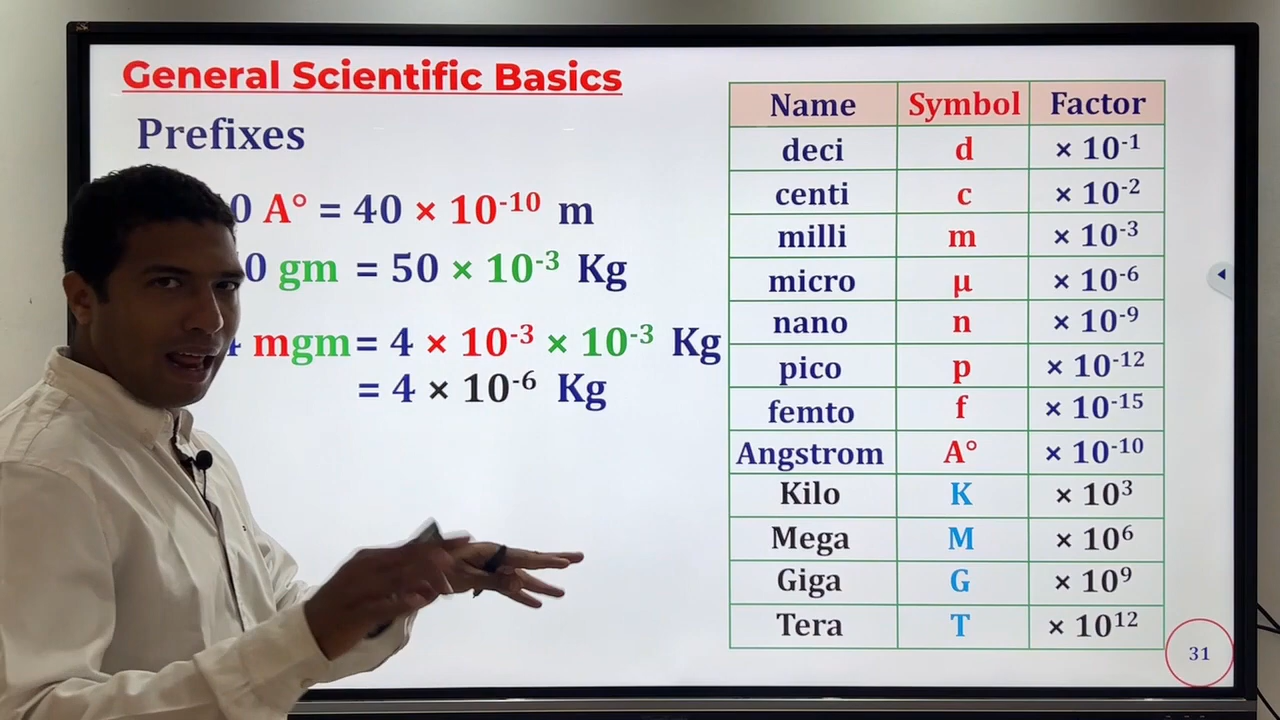 General Scientific Basics
Prefixes
0 A° = 40 × 10⁻¹⁰ m
0 gm = 50 × 10⁻³ Kg
mgm = 4 × 10⁻³ × 10⁻³ Kg
= 4 × 10⁻⁶ Kg
Name Symbol Factor
deci d × 10⁻¹
centi c × 10⁻²
milli m × 10⁻³
micro μ × 10⁻⁶
nano n × 10⁻⁹
pico p × 10⁻¹²
femto f × 10⁻¹⁵
Angstrom A° × 10⁻¹⁰
Kilo K × 10³
Mega M × 10⁶
Giga G × 10⁹
Tera T × 10¹²
31